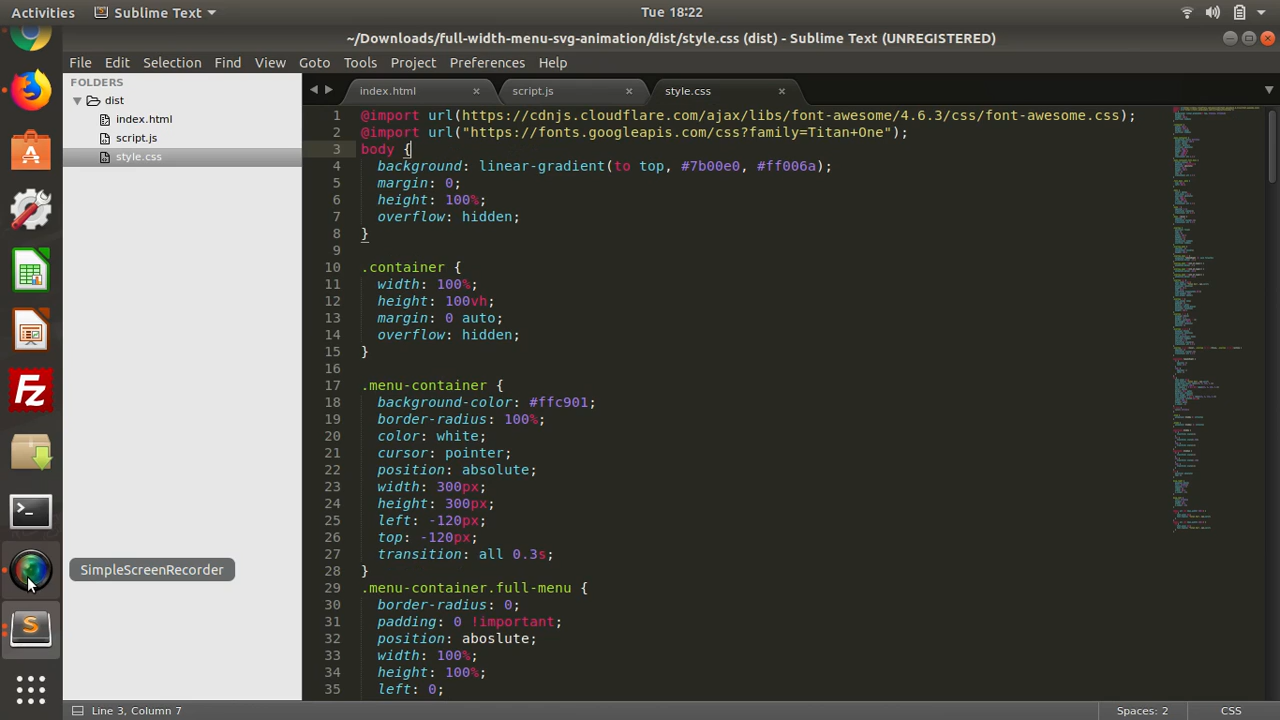 Activities
Sublime Text
Tue 18:22
~/Downloads/full-width-menu-svg-animation/dist/style.css (dist) - Sublime Text (UNREGISTERED)
File Edit Selection Find View Goto Tools Project Preferences Help
FOLDERS
dist
index.html
script.js
style.css
index.html ×
script.js ×
style.css ×
1 @import url(https://cdnjs.cloudflare.com/ajax/libs/font-awesome/4.6.3/css/font-awesome.css);
2 @import url("https://fonts.googleapis.com/css?family=Titan+One");
3 body {
4 background: linear-gradient(to top, #7b00e0, #ff006a);
5 margin: 0;
6 height: 100%;
7 overflow: hidden;
8 }
9
10 .container {
11 width: 100%;
12 height: 100vh;
13 margin: 0 auto;
14 overflow: hidden;
15 }
16
17 .menu-container {
18 background-color: #ffc901;
19 border-radius: 100%;
20 color: white;
21 cursor: pointer;
22 position: absolute;
23 width: 300px;
24 height: 300px;
25 left: -120px;
26 top: -120px;
27 transition: all 0.3s;
28 }
29 .menu-container.full-menu {
30 border-radius: 0;
31 padding: 0 !important;
32 position: aboslute;
33 width: 100%;
34 height: 100%;
35 left: 0;
Fz
>_
SimpleScreenRecorder
S
Line 3, Column 7
Spaces: 2
CSS